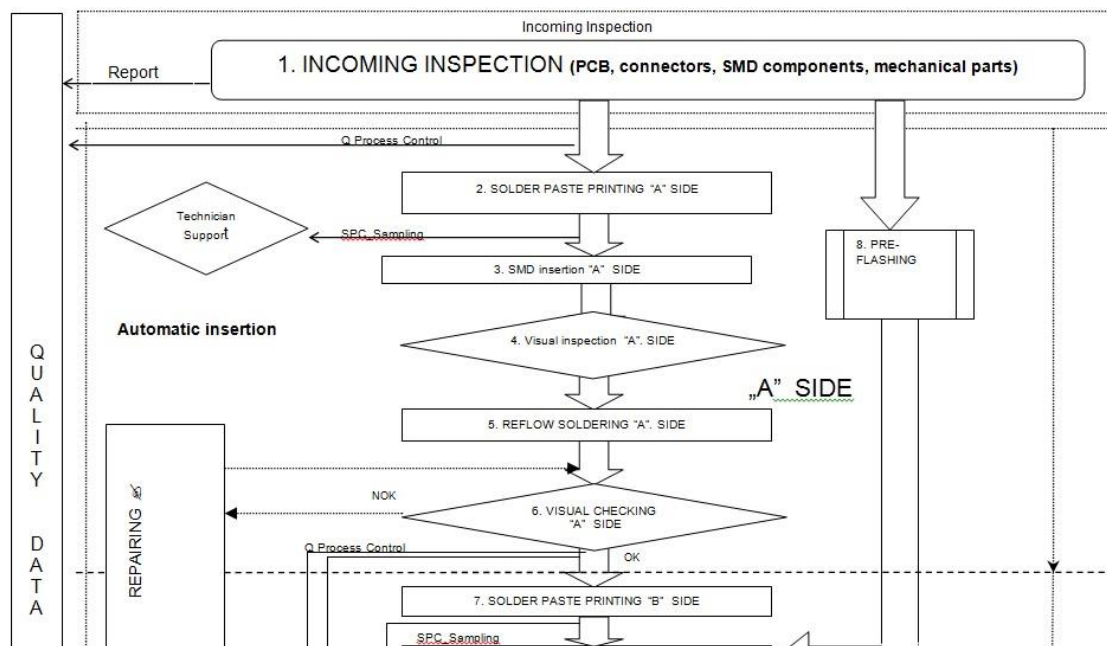 Incoming Inspection
1. INCOMING INSPECTION (PCB, connectors, SMD components, mechanical parts)
Report
Q Process Control
2. SOLDER PASTE PRINTING "A" SIDE
Technician
Support
SPC_Sampling
8. PRE-
FLASHING
3. SMD insertion "A" SIDE
Automatic insertion
4. Visual inspection "A". SIDE
„A" SIDE
5. REFLOW SOLDERING "A". SIDE
NOK
6. VISUAL CHECKING
"A" SIDE
REPAIRING
Q Process Control
OK
7. SOLDER PASTE PRINTING "B" SIDE
SPC_Sampling
QUALITY DATA